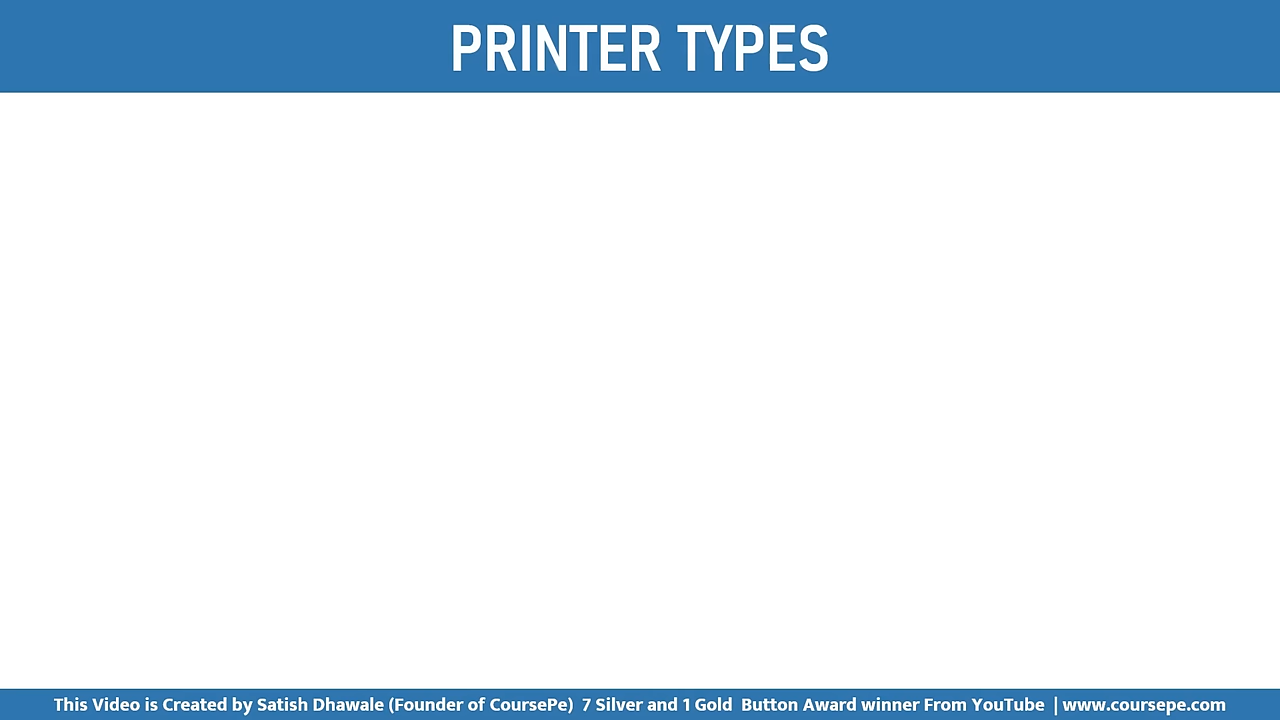 PRINTER TYPES
This Video is Created by Satish Dhawale (Founder of CoursePe) 7 Silver and 1 Gold Button Award winner From YouTube | www.coursepe.com